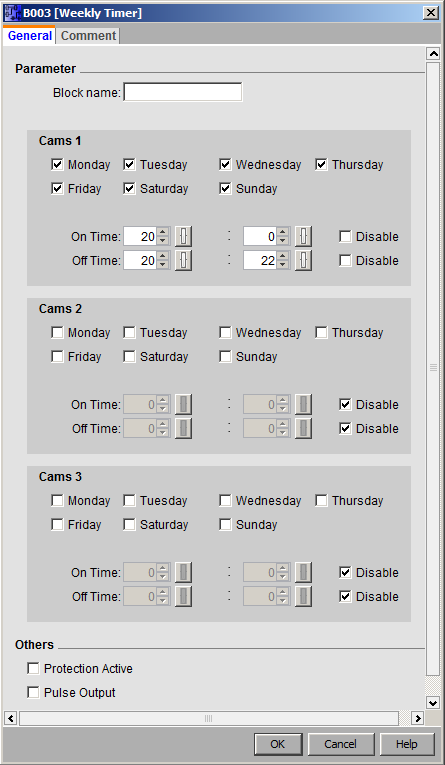 B003 [Weekly Timer]
General Comment
Parameter
Block name:
Cams 1
Monday Tuesday Wednesday Thursday
Friday Saturday Sunday
On Time: 20 : 0 Disable
Off Time: 20 : 22 Disable
Cams 2
Monday Tuesday Wednesday Thursday
Friday Saturday Sunday
On Time: 0 : 0 Disable
Off Time: 0 : 0 Disable
Cams 3
Monday Tuesday Wednesday Thursday
Friday Saturday Sunday
On Time: 0 : 0 Disable
Off Time: 0 : 0 Disable
Others
Protection Active
Pulse Output
OK Cancel Help